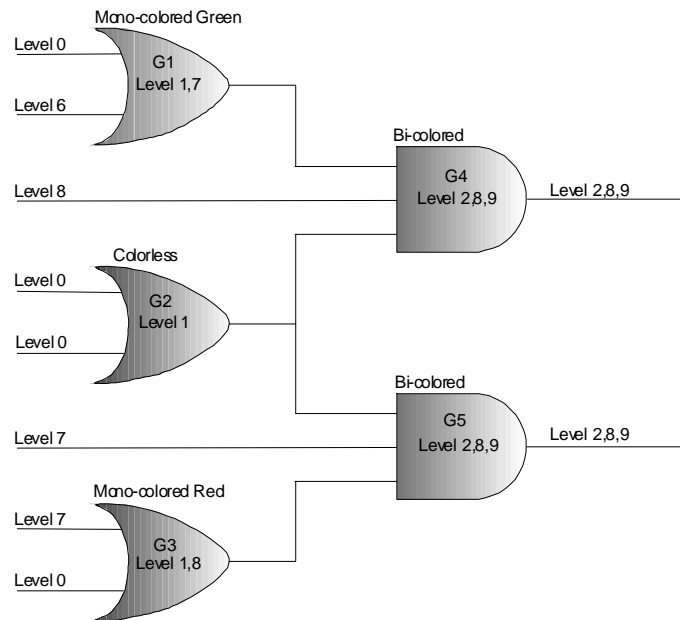 Mono-colored Green
Level 0
G1
Level 1,7
Level 6
Bi-colored
G4
Level 8
Level 2,8,9
Level 2,8,9
Colorless
Level 0
G2
Level 1
Level 0
Bi-colored
G5
Level 7
Level 2,8,9
Level 2,8,9
Mono-colored Red
Level 7
G3
Level 1,8
Level 0